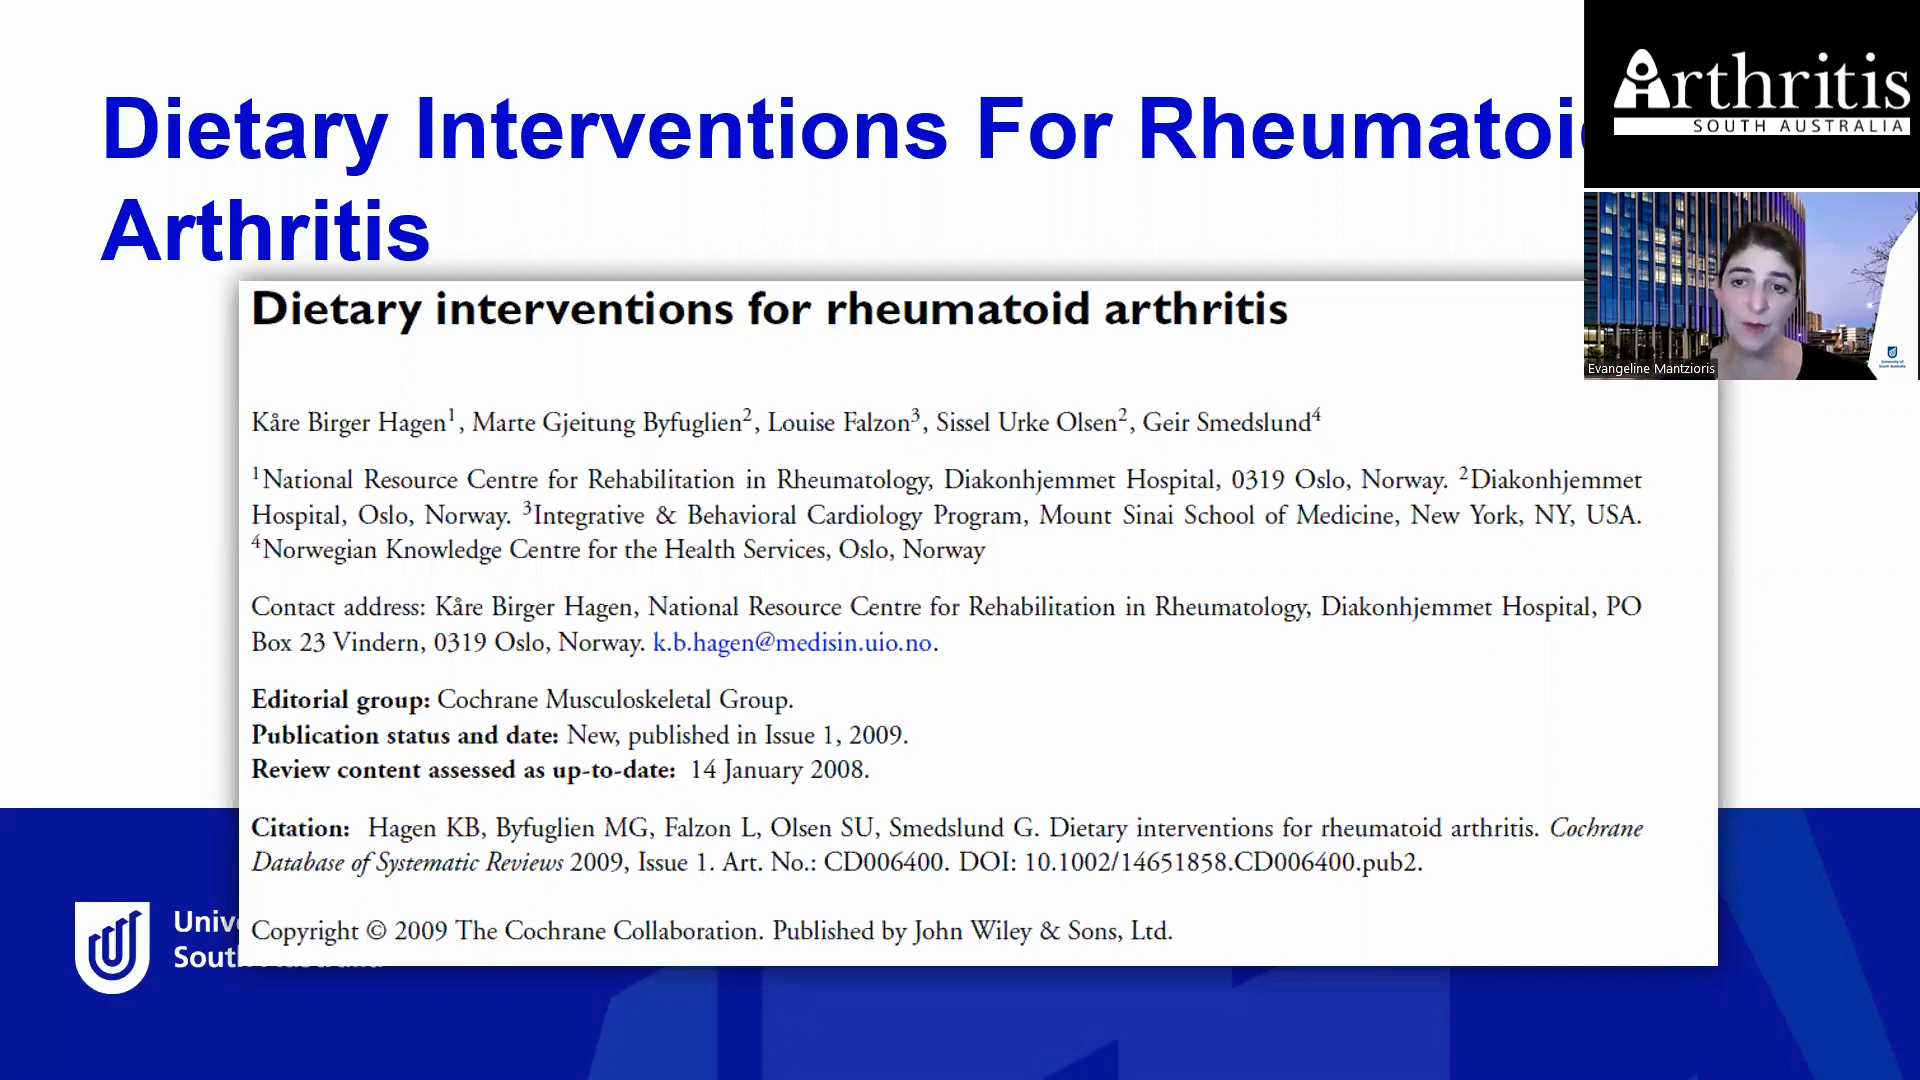 Dietary Interventions For Rheumatoid
Arthritis
Arthritis
SOUTH AUSTRALIA
Evangeline Mantzioris
University of
South Australia
Dietary interventions for rheumatoid arthritis
Kåre Birger Hagen1, Marte Gjeitung Byfuglien2, Louise Falzon3, Sissel Urke Olsen2, Geir Smedslund4
1National Resource Centre for Rehabilitation in Rheumatology, Diakonhjemmet Hospital, 0319 Oslo, Norway. 2Diakonhjemmet
Hospital, Oslo, Norway. 3Integrative & Behavioral Cardiology Program, Mount Sinai School of Medicine, New York, NY, USA.
4Norwegian Knowledge Centre for the Health Services, Oslo, Norway
Contact address: Kåre Birger Hagen, National Resource Centre for Rehabilitation in Rheumatology, Diakonhjemmet Hospital, PO
Box 23 Vindern, 0319 Oslo, Norway. k.b.hagen@medisin.uio.no.
Editorial group: Cochrane Musculoskeletal Group.
Publication status and date: New, published in Issue 1, 2009.
Review content assessed as up-to-date: 14 January 2008.
Citation: Hagen KB, Byfuglien MG, Falzon L, Olsen SU, Smedslund G. Dietary interventions for rheumatoid arthritis. Cochrane
Database of Systematic Reviews 2009, Issue 1. Art. No.: CD006400. DOI: 10.1002/14651858.CD006400.pub2.
Copyright © 2009 The Cochrane Collaboration. Published by John Wiley & Sons, Ltd.